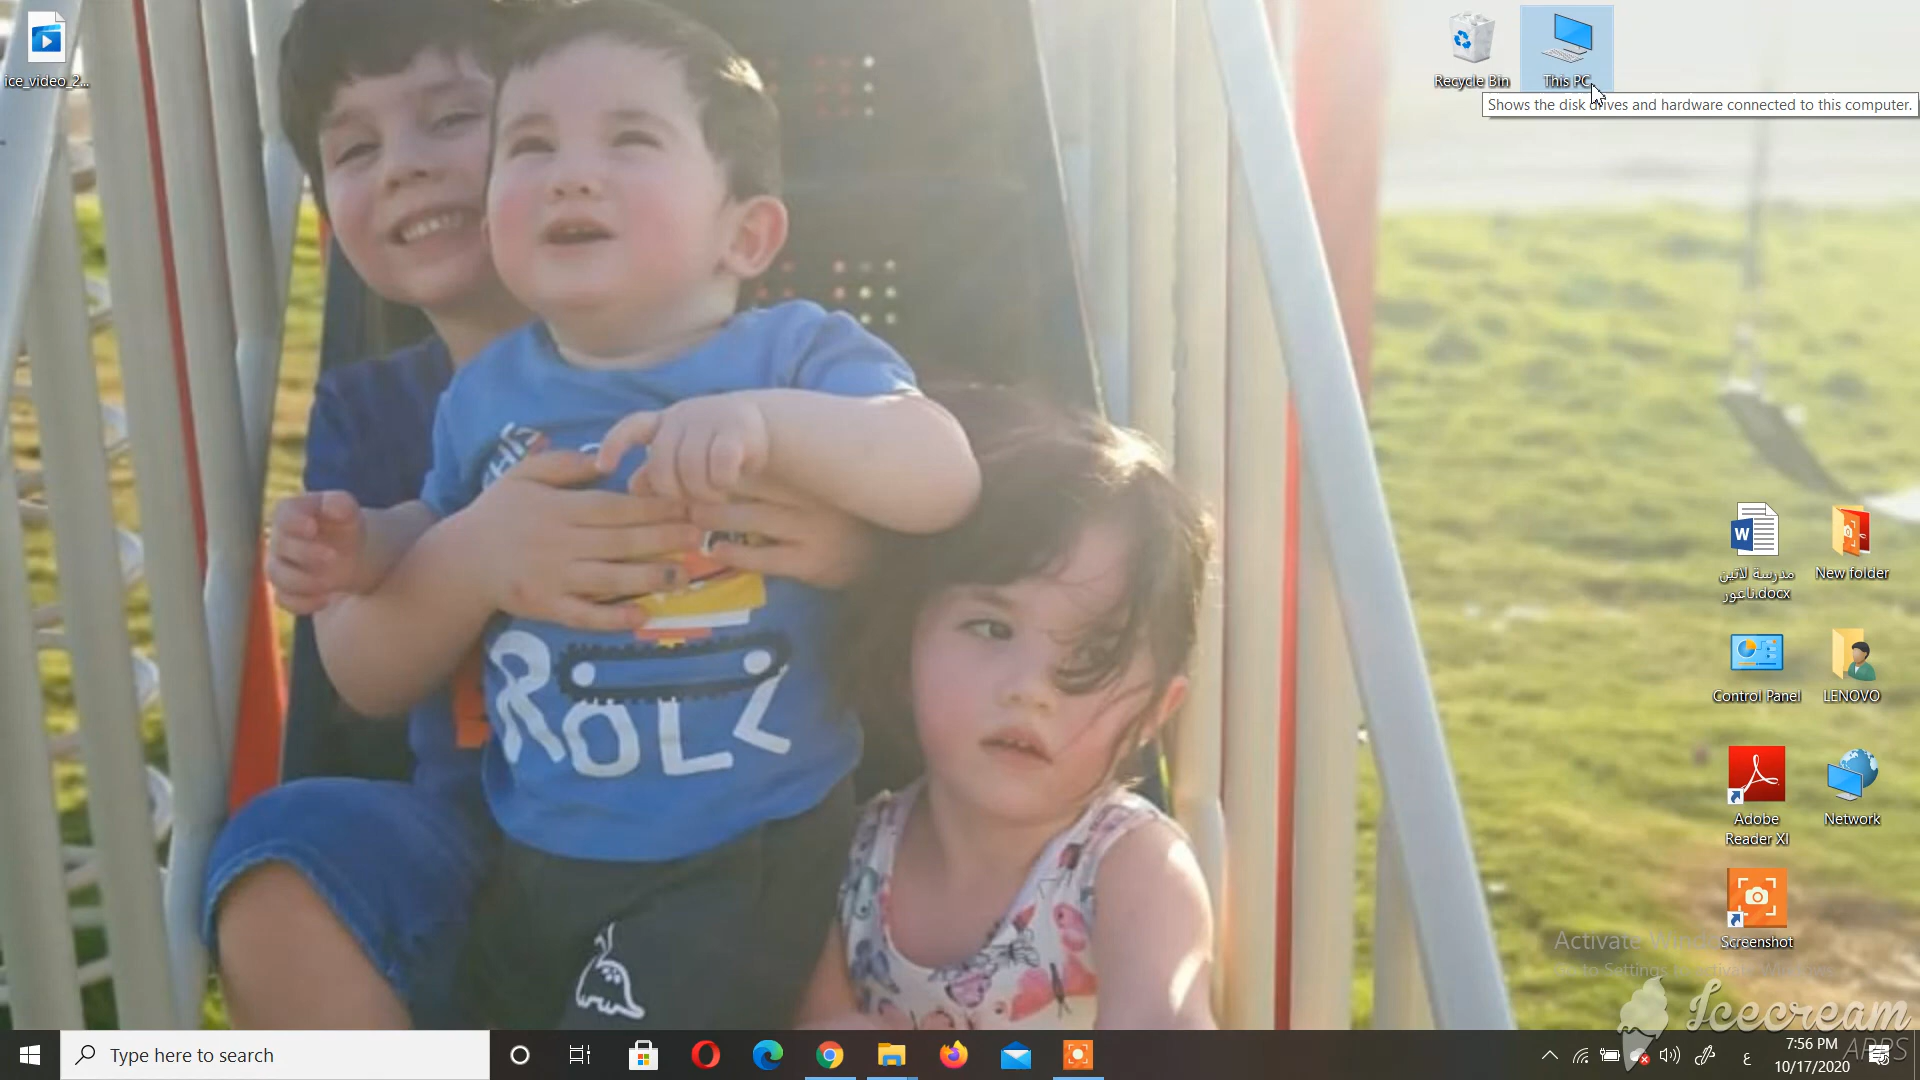 ice_video_2...
Recycle Bin
This PC
Shows the disk drives and hardware connected to this computer.
ROLL
مدرسة لاتين
ناعور.docx
New folder
Control Panel
LENOVO
Adobe
Reader XI
Network
Screenshot
Activate Windows
Go to Settings to activate Windows.
Icecream
APPS
Type here to search
ع
7:56 PM
10/17/2020